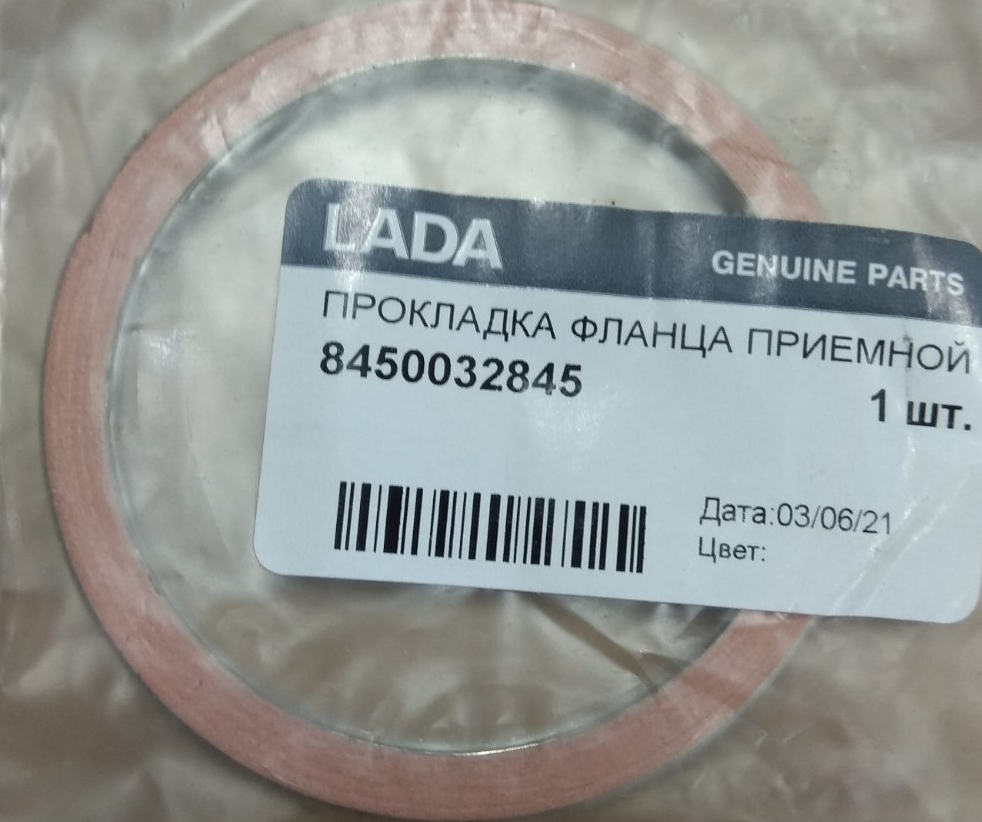 LADA GENUINE PARTS
ПРОКЛАДКА ФЛАНЦА ПРИЕМНОЙ
8450032845
1 шт.
Дата:03/06/21
Цвет: